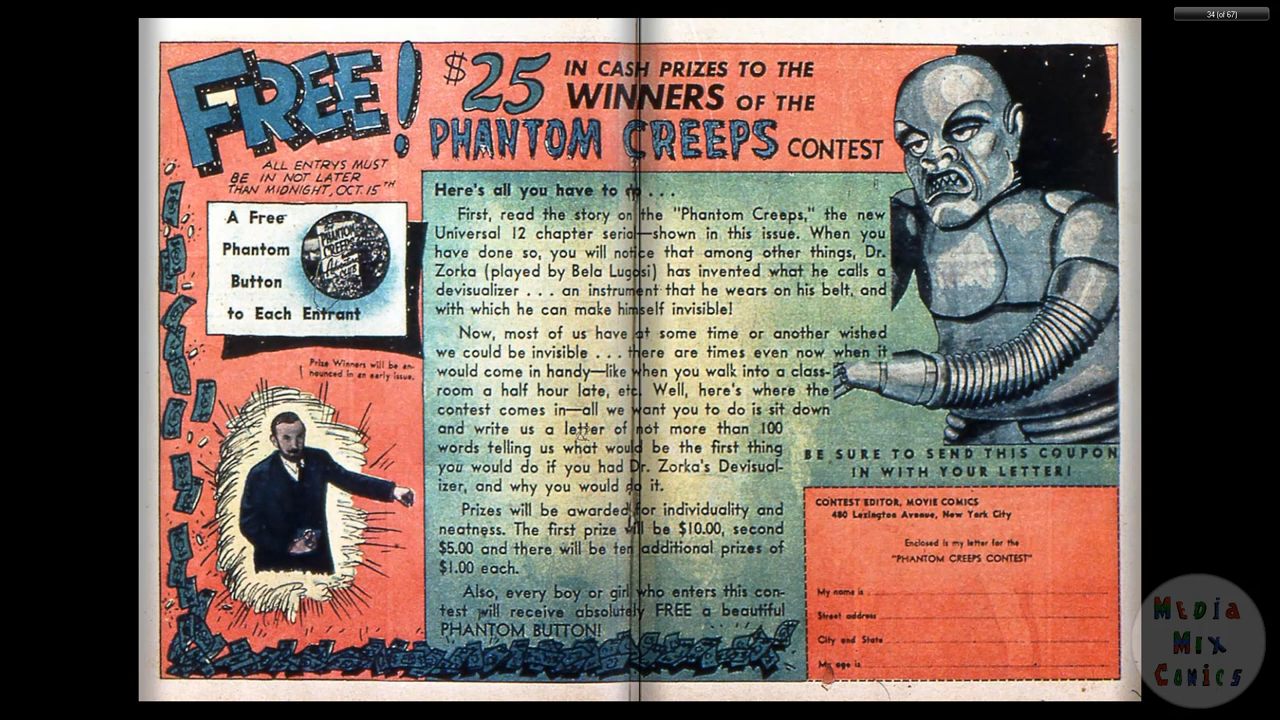 34 (of 67)
FREE!
ALL ENTRYS MUST
BE IN NOT LATER
THAN MIDNIGHT, OCT. 15TH
A Free
Phantom
Button
to Each Entrant
PHANTOM
CREEPS
Prize Winners will be an-
nounced in an early issue.
$25 IN CASH PRIZES TO THE
WINNERS OF THE
PHANTOM CREEPS CONTEST
Here's all you have to do . . .
First, read the story on the "Phantom Creeps," the new
Universal 12 chapter serial—shown in this issue. When you
have done so, you will notice that among other things, Dr.
Zorka (played by Bela Lugosi) has invented what he calls a
devisualizer . . . an instrument that he wears on his belt, and
with which he can make himself invisible!
Now, most of us have at some time or another wished
we could be invisible . . . there are times even now when it
would come in handy—like when you walk into a class-
room a half hour late, etc. Well, here's where the
contest comes in—all we want you to do is sit down
and write us a letter of not more than 100
words telling us what would be the first thing
you would do if you had Dr. Zorka's Devisual-
izer, and why you would do it.
Prizes will be awarded for individuality and
neatness. The first prize will be $10.00, second
$5.00 and there will be ten additional prizes of
$1.00 each.
Also, every boy or girl who enters this con-
test will receive absolutely FREE a beautiful
PHANTOM BUTTON!
BE SURE TO SEND THIS COUPON
IN WITH YOUR LETTER!
CONTEST EDITOR, MOVIE COMICS
480 Lexington Avenue, New York City
Enclosed is my letter for the
"PHANTOM CREEPS CONTEST"
My name is
Street address
City and State
My age is
MEDiA
Mix
COMiCS